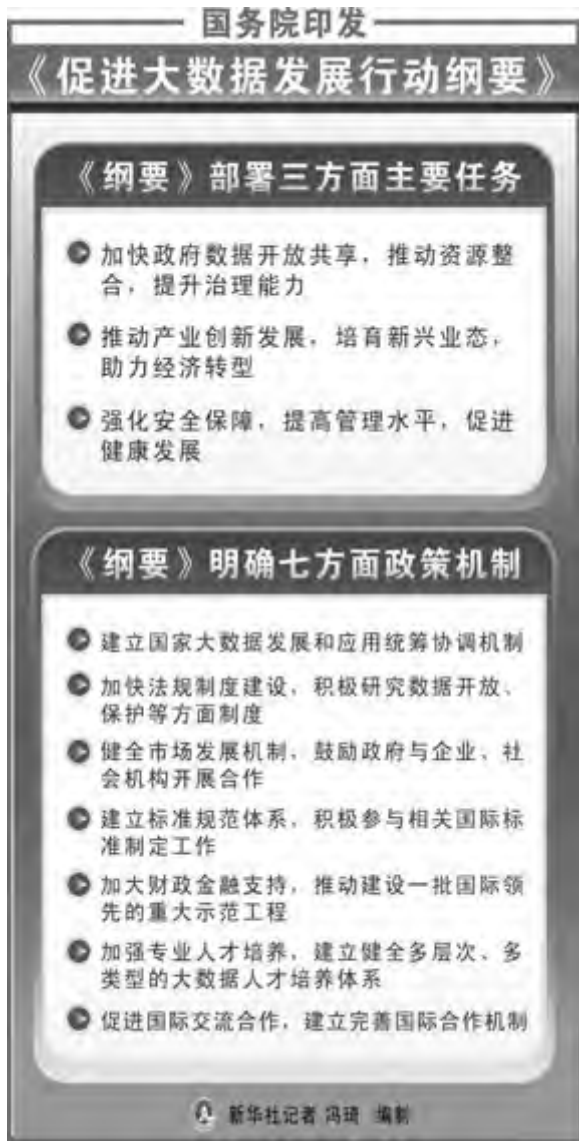 国务院印发
《促进大数据发展行动纲要》
《纲要》部署三方面主要任务
加快政府数据开放共享，推动资源整
合，提升治理能力
推动产业创新发展，培育新兴业态，
助力经济转型
强化安全保障，提高管理水平，促进
健康发展
《纲要》明确七方面政策机制
建立国家大数据发展和应用统筹协调机制
加快法规制度建设，积极研究数据开放、
保护等方面制度
健全市场发展机制，鼓励政府与企业、社
会机构开展合作
建立标准规范体系，积极参与相关国际标
准制定工作
加大财政金融支持，推动建设一批国际领
先的重大示范工程
加强专业人才培养，建立健全多层次、多
类型的大数据人才培养体系
促进国际交流合作，建立完善国际合作机制
新华社记者 冯琦 编制